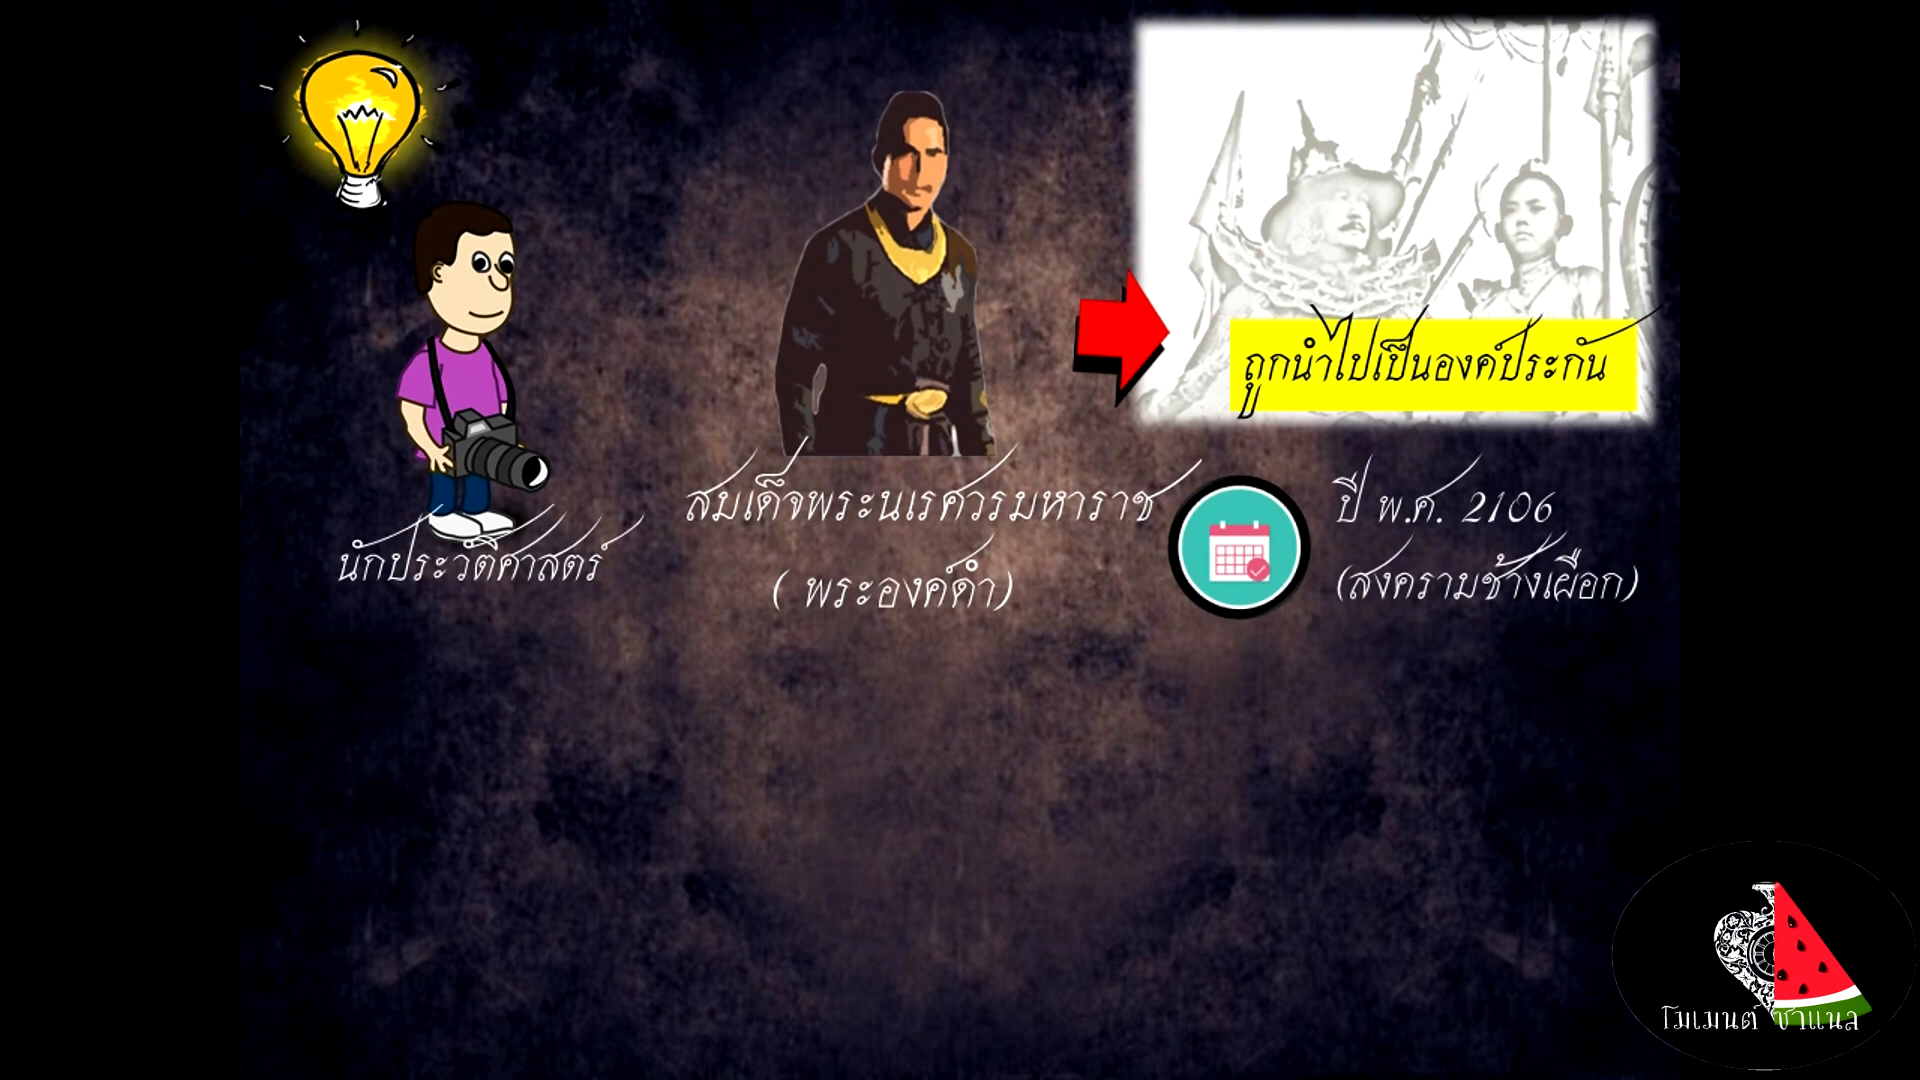 ถูกนำไปเป็นองค์ประกัน
สมเด็จพระนเรศวรมหาราช
( พระองค์ดำ)
ปี พ.ศ. 2106
(สงครามช้างเผือก)
นักประวัติศาสตร์
โมเมนต์ ชาแนล